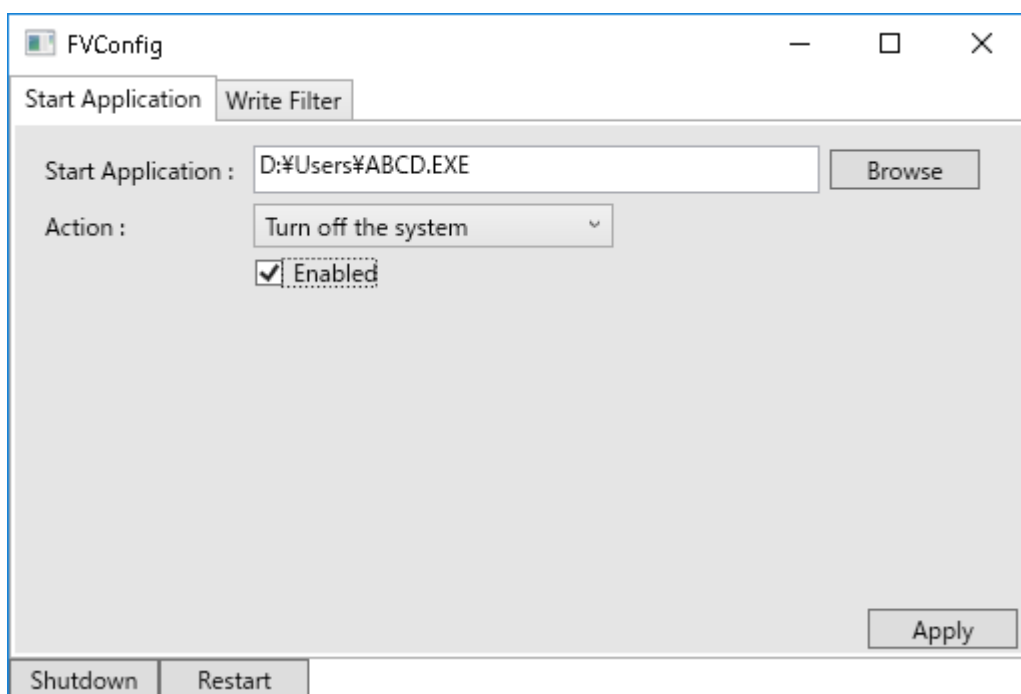 FVConfig
Start Application Write Filter
Start Application : D:¥Users¥ABCD.EXE Browse
Action : Turn off the system
Enabled
Apply
Shutdown Restart